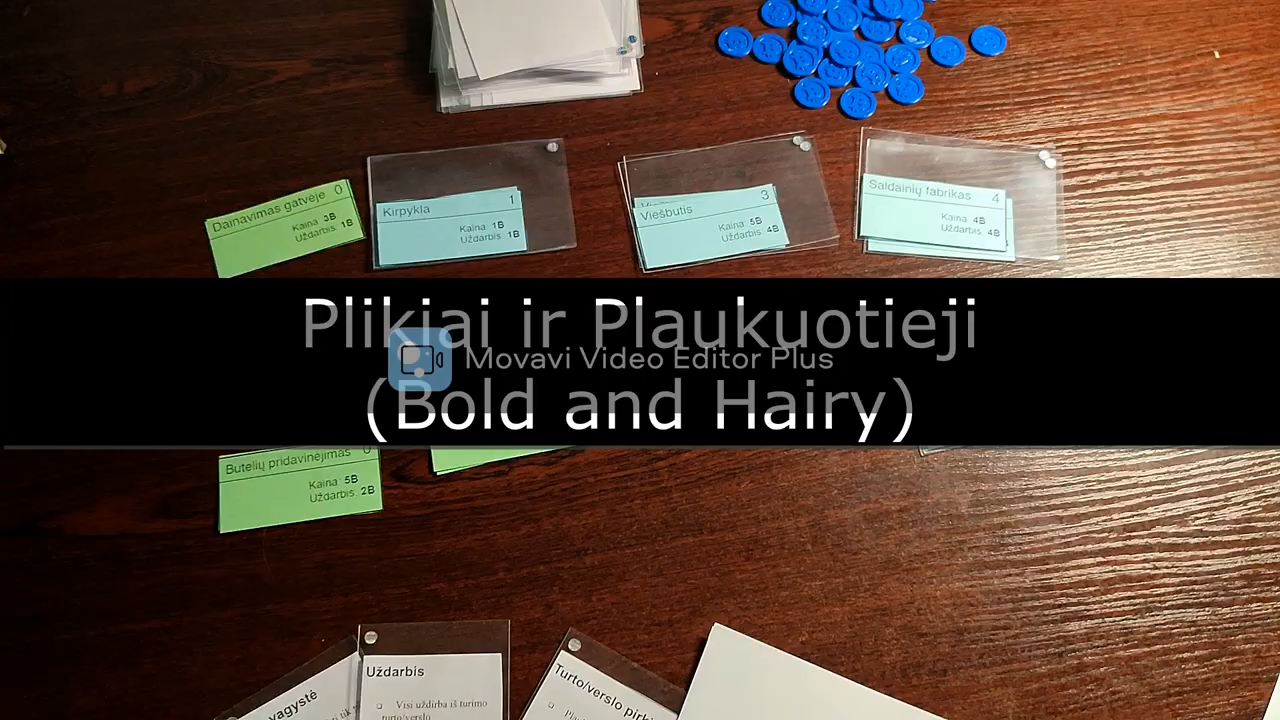 Dainavimas gatvėje 0
Kaina: 3B
Uždarbis: 1B
Kirpykla 1
Kaina: 1B
Uždarbis: 1B
Viešbutis 3
Kaina: 5B
Uždarbis: 4B
Saldainių fabrikas 4
Kaina: 4B
Uždarbis: 4B
Plikiai ir Plaukuotieji
Movavi Video Editor Plus
(Bold and Hairy)
Butelių pridavinėjimas 0
Kaina: 5B
Uždarbis: 2B
vagystė
Uždarbis
Visi uždirba iš turimo
turto/verslo
Turto/verslo